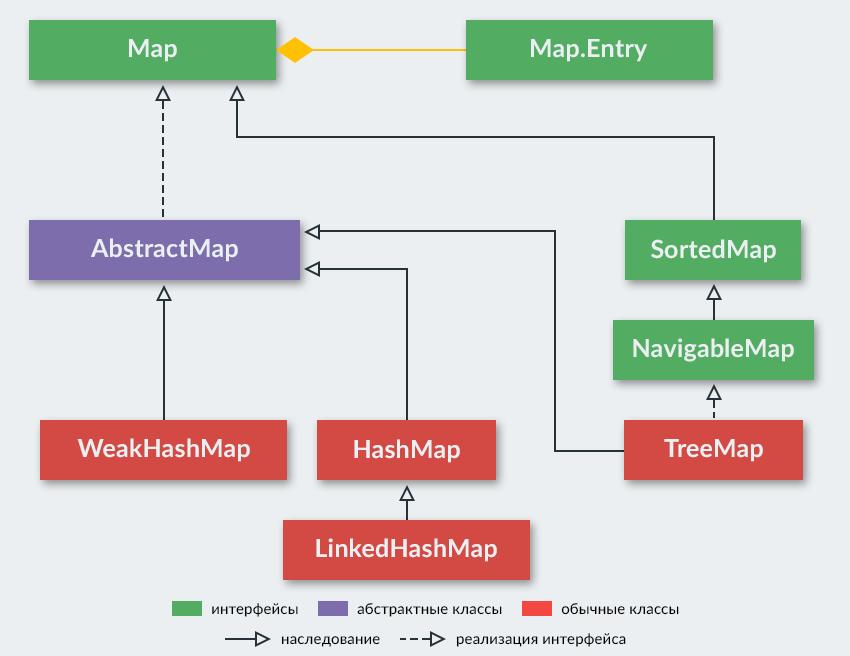 Map
Map.Entry
AbstractMap
SortedMap
NavigableMap
WeakHashMap
HashMap
TreeMap
LinkedHashMap
интерфейсы абстрактные классы обычные классы
наследование реализация интерфейса